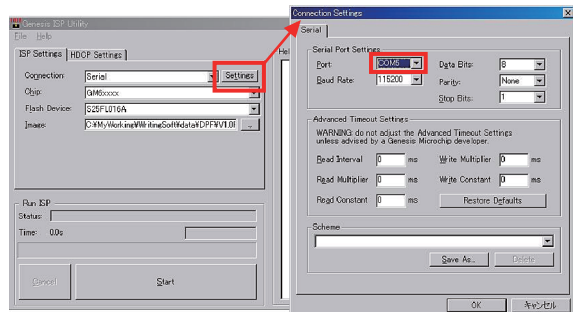 Genesis ISP Utility
File Help
ISP Settings HDCP Settings
Connection: Serial Settings
Chip: GM6xxxx
Flash Device: S25FL016A
Image: C:¥MyWorking¥WritingSoft¥data¥DPF¥V1.08 ...
Run ISP
Status:
Time: 0.0s
Cancel Start
Hel
Connection Settings
Serial
Serial Port Settings
Port: COM5 Data Bits: 8
Baud Rate: 115200 Parity: None
Stop Bits: 1
Advanced Timeout Settings
WARNING: do not adjust the Advanced Timeout Settings
unless advised by a Genesis Microchip developer.
Read Interval 0 ms Write Multiplier 0 ms
Read Multiplier 0 ms Write Constant 0 ms
Read Constant 0 ms Restore Defaults
Scheme
Save As... Delete
OK キャンセル